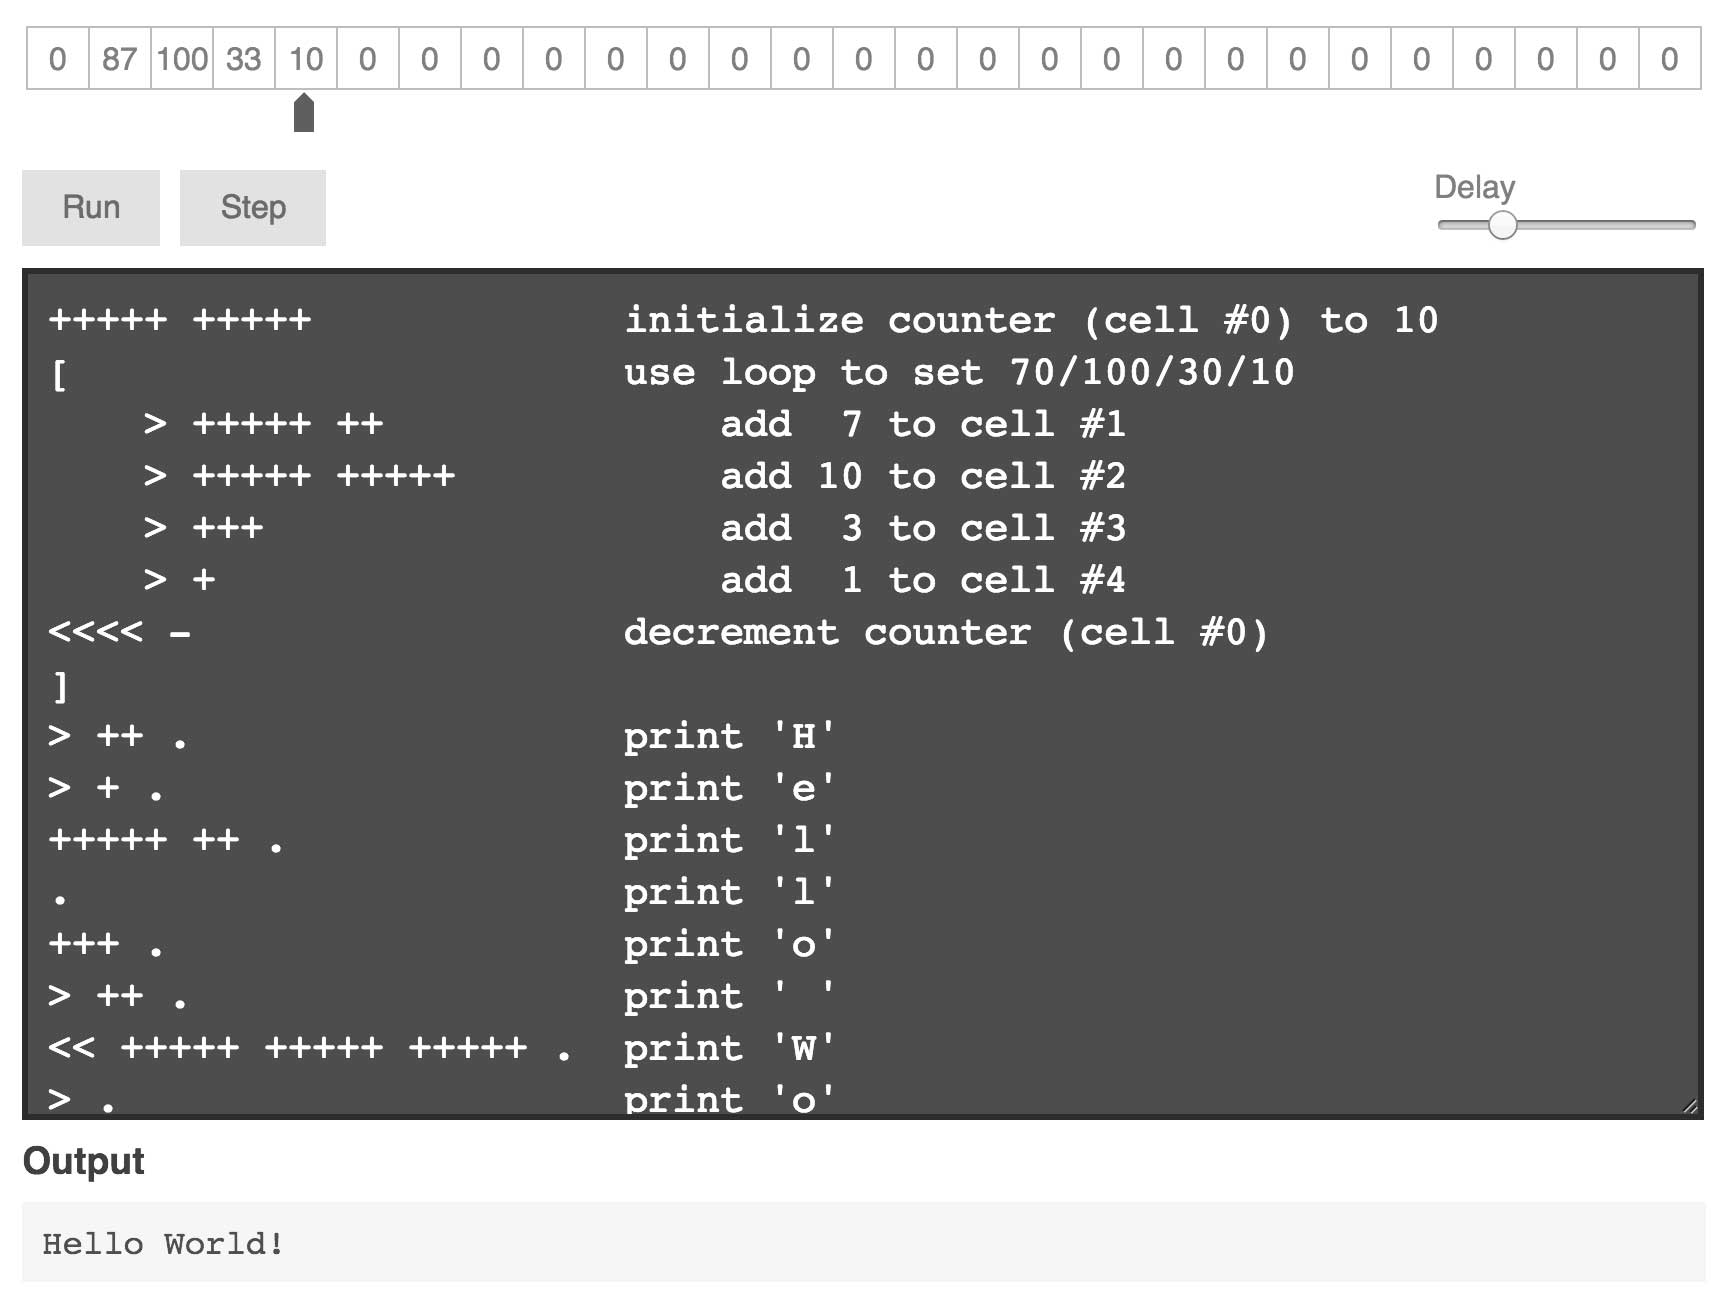 0 87 100 33 10 0 0 0 0 0 0 0 0 0 0 0 0 0 0 0 0 0 0 0 0 0 0
Run Step Delay
+++++ +++++             initialize counter (cell #0) to 10
[                       use loop to set 70/100/30/10
    > +++++ ++              add  7 to cell #1
    > +++++ +++++           add 10 to cell #2
    > +++                   add  3 to cell #3
    > +                     add  1 to cell #4
<<<< -                  decrement counter (cell #0)
]
> ++ .                  print 'H'
> + .                   print 'e'
+++++ ++ .              print 'l'
.                       print 'l'
+++ .                   print 'o'
> ++ .                  print ' '
<< +++++ +++++ +++++ .  print 'W'
> .                     print 'o'
Output
Hello World!